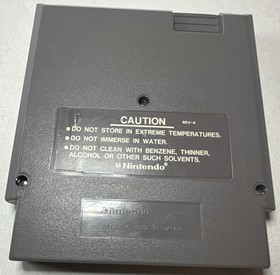 CAUTION
REV-A
•DO NOT STORE IN EXTREME TEMPERATURES.
•DO NOT IMMERSE IN WATER.
•DO NOT CLEAN WITH BENZENE, THINNER,
ALCOHOL OR OTHER SUCH SOLVENTS.
Nintendo
Nintendo